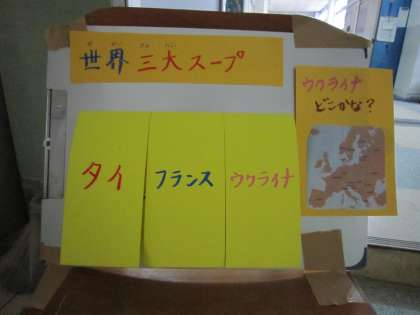 世界 三大スープ
タイ
フランス
ウクライナ
ウクライナ
どこかな?